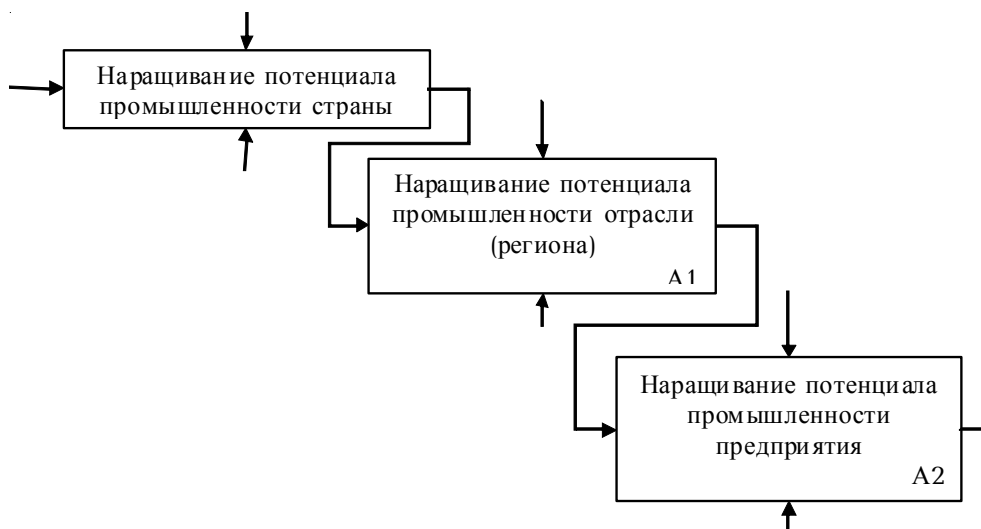 Наращивание потенциала
промышленности страны
Наращивание потенциала
промышленности отрасли
(региона)
А1
Наращивание потенциала
промышленности
предприятия
А2